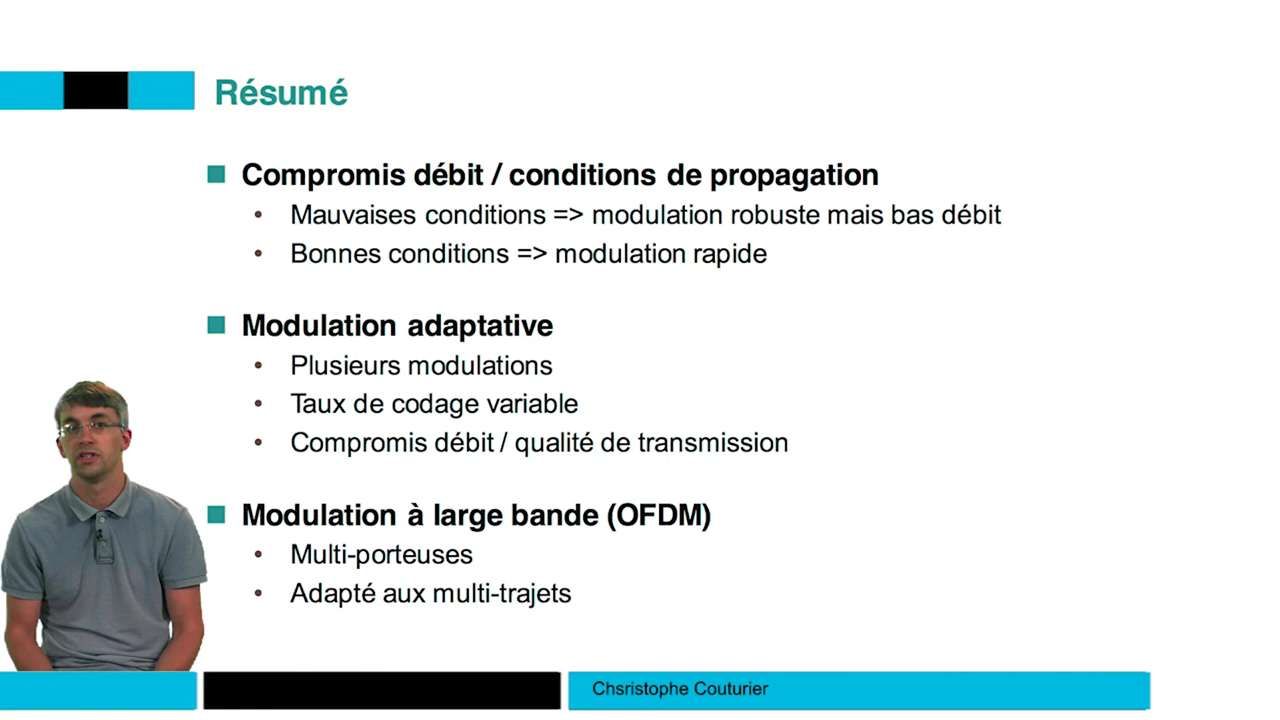 Résumé
Compromis débit / conditions de propagation
Mauvaises conditions => modulation robuste mais bas débit
Bonnes conditions => modulation rapide
Modulation adaptative
Plusieurs modulations
Taux de codage variable
Compromis débit / qualité de transmission
Modulation à large bande (OFDM)
Multi-porteuses
Adapté aux multi-trajets
Chsristophe Couturier